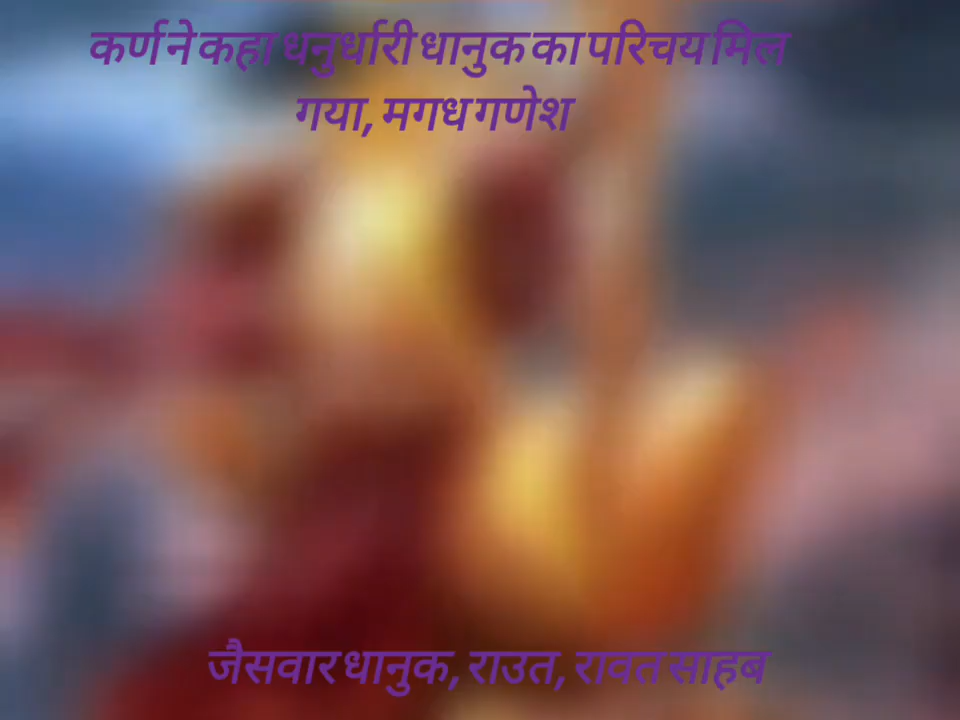 कर्ण ने कहा धनुर्धारी धानुक का परिचय मिल
गया, मगध गणेश
जैसवार धानुक, राउत, रावत साहब